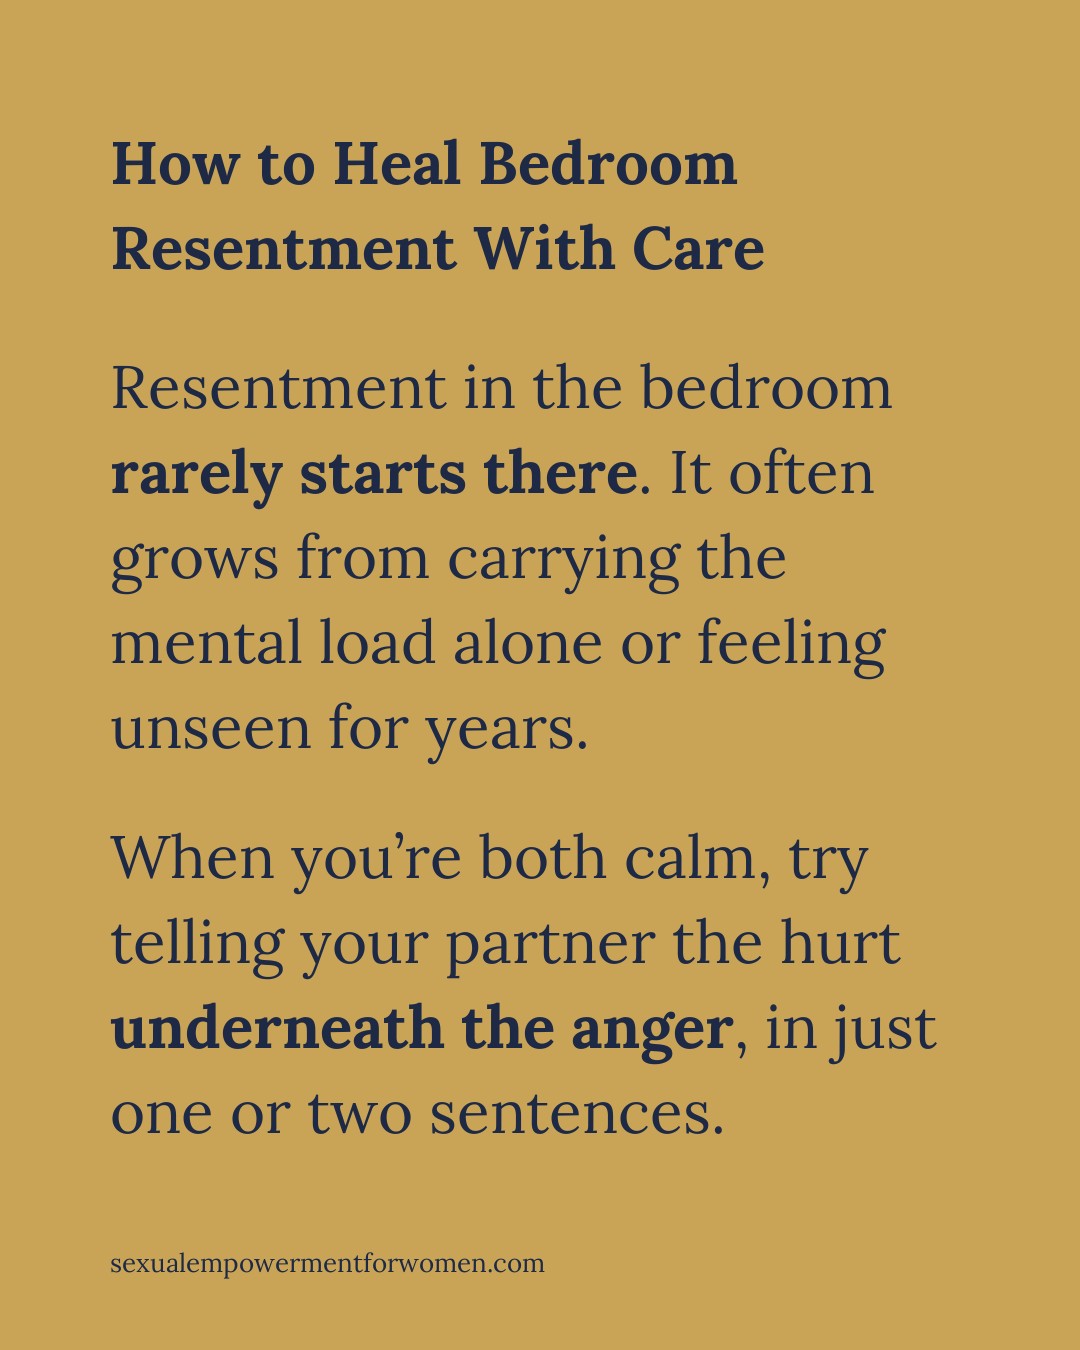 How to Heal Bedroom
Resentment With Care
Resentment in the bedroom
rarely starts there. It often
grows from carrying the
mental load alone or feeling
unseen for years.
When you’re both calm, try
telling your partner the hurt
underneath the anger, in just
one or two sentences.
sexualempowermentforwomen.com